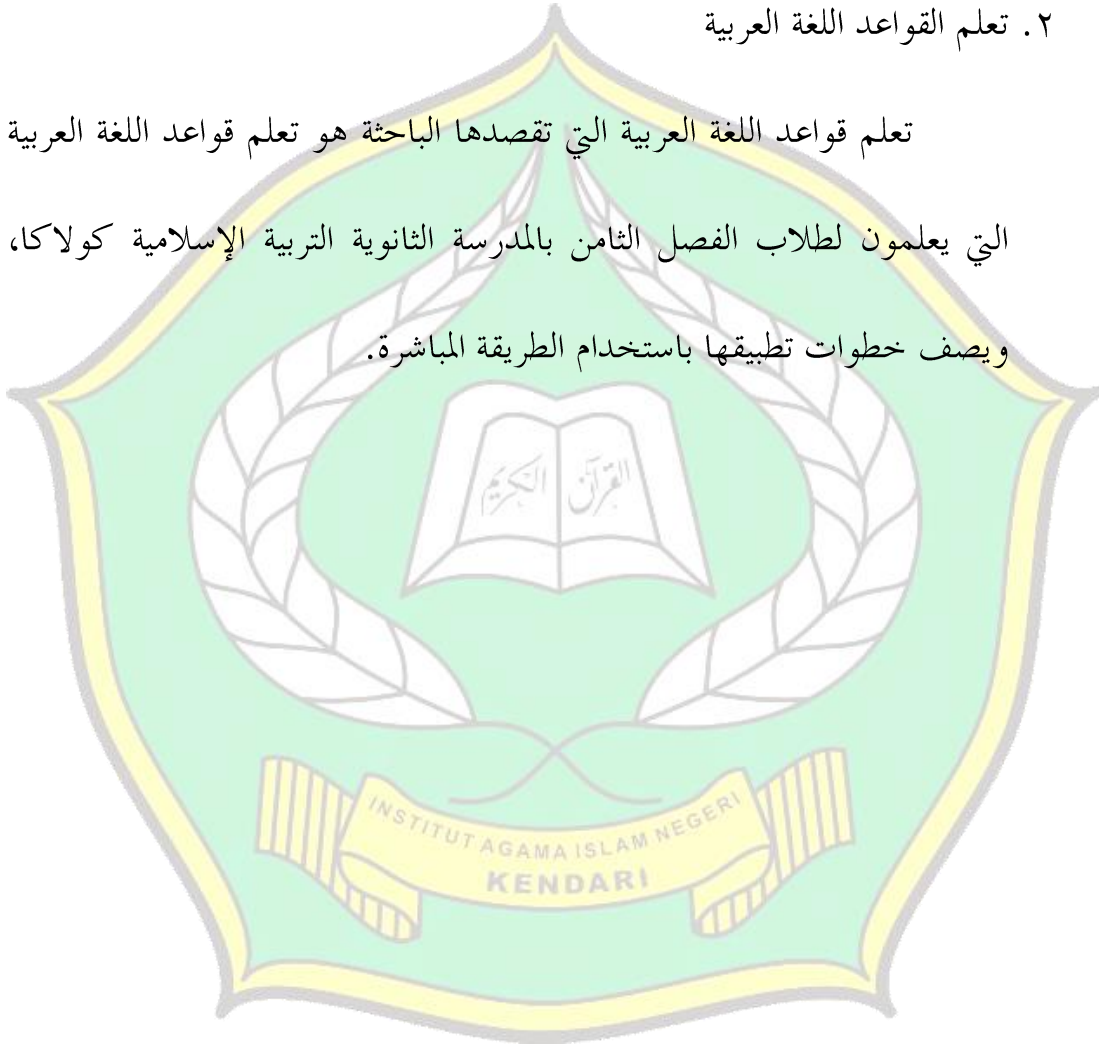 ٢. تعلم القواعد اللغة العربية
تعلم قواعد اللغة العربية التي تقصدها الباحثة هو تعلم قواعد اللغة العربية
التي يعلمون لطلاب الفصل الثامن بالمدرسة الثانوية التربية الإسلامية كولاكا،
ويصف خطوات تطبيقها باستخدام الطريقة المباشرة.
القرآن الكريم
INSTITUT AGAMA ISLAM NEGERI
KENDARI